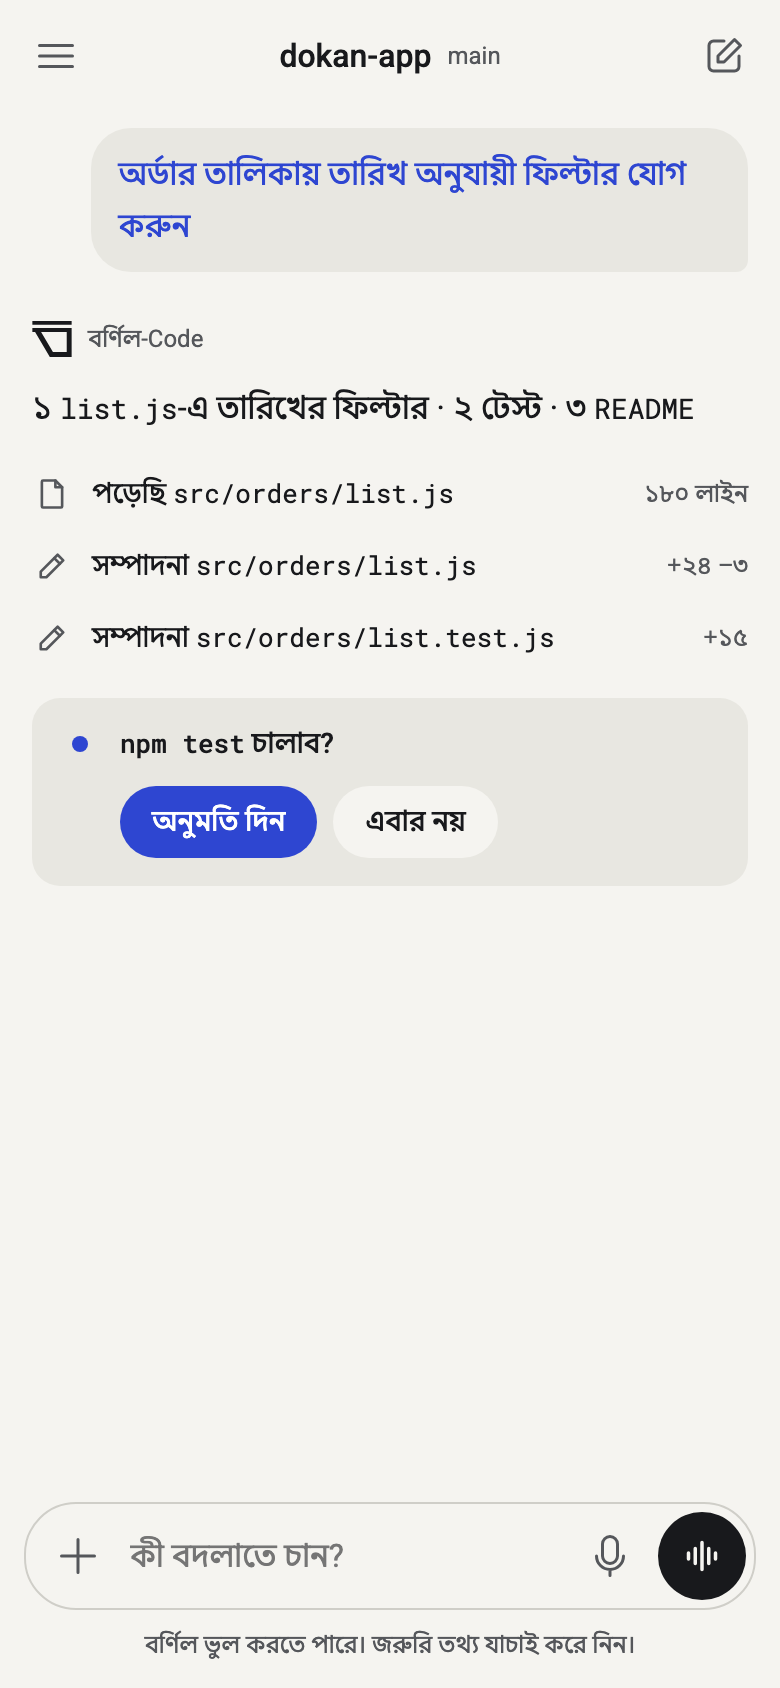 dokan-app main
অর্ডার তালিকায় তারিখ অনুযায়ী ফিল্টার যোগ
করুন
বর্ণিল-Code
১ list.js-এ তারিখের ফিল্টার · ২ টেস্ট · ৩ README
পড়েছি src/orders/list.js ১৮০ লাইন
সম্পাদনা src/orders/list.js +২৪ −৩
সম্পাদনা src/orders/list.test.js +১৫
npm test চালাব?
অনুমতি দিন এবার নয়
কী বদলাতে চান?
বর্ণিল ভুল করতে পারে। জরুরি তথ্য যাচাই করে নিন।